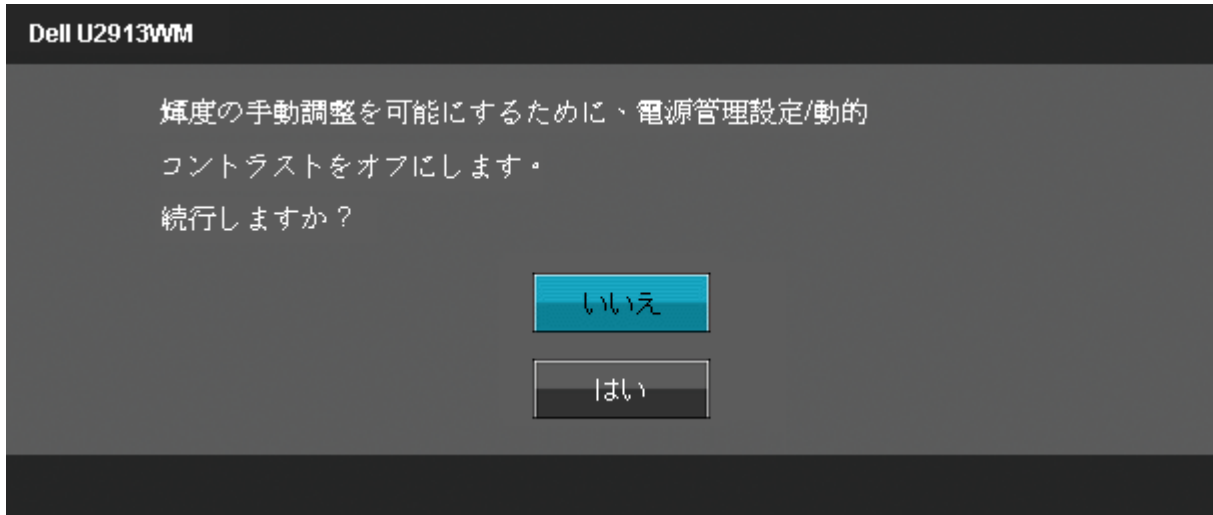 Dell U2913WM
輝度の手動調整を可能にするために、電源管理設定/動的
コントラストをオフにします。
続行しますか？
いいえ
はい